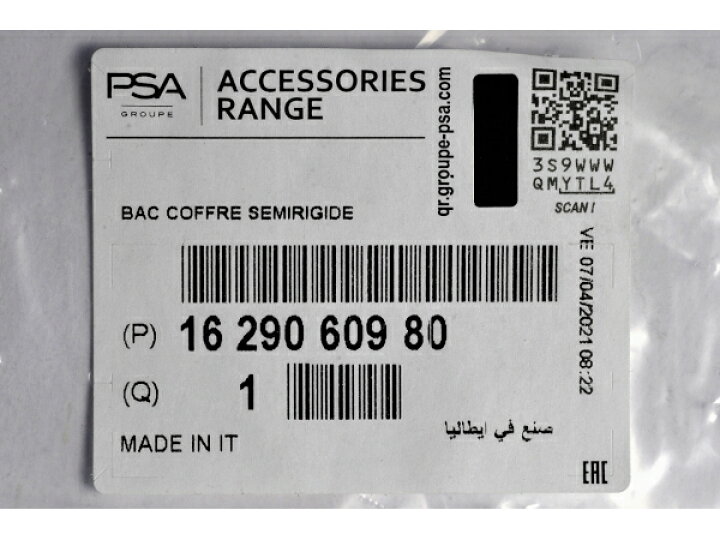 PSA
GROUPE
ACCESSORIES
RANGE
qr.groupe-psa.com
3S9WWW
QMYTL4
SCAN !
BAC COFFRE SEMIRIGIDE
VE 07/04/2021 08:22
(P) 16 290 609 80
(Q) 1
MADE IN IT
صنع في ايطاليا
EAC